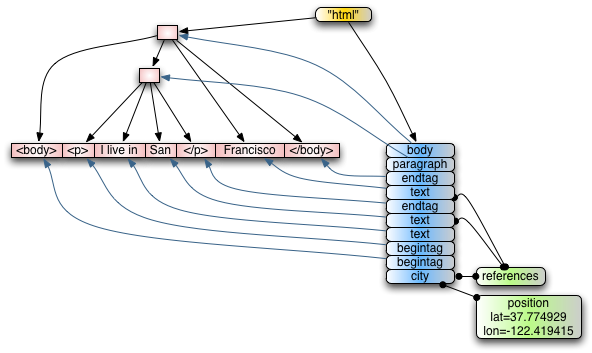 "html"
<body> <p> I live in San </p> Francisco </body>
body
paragraph
endtag
text
endtag
text
text
begintag
begintag
city
references
position
lat=37.774929
lon=-122.419415